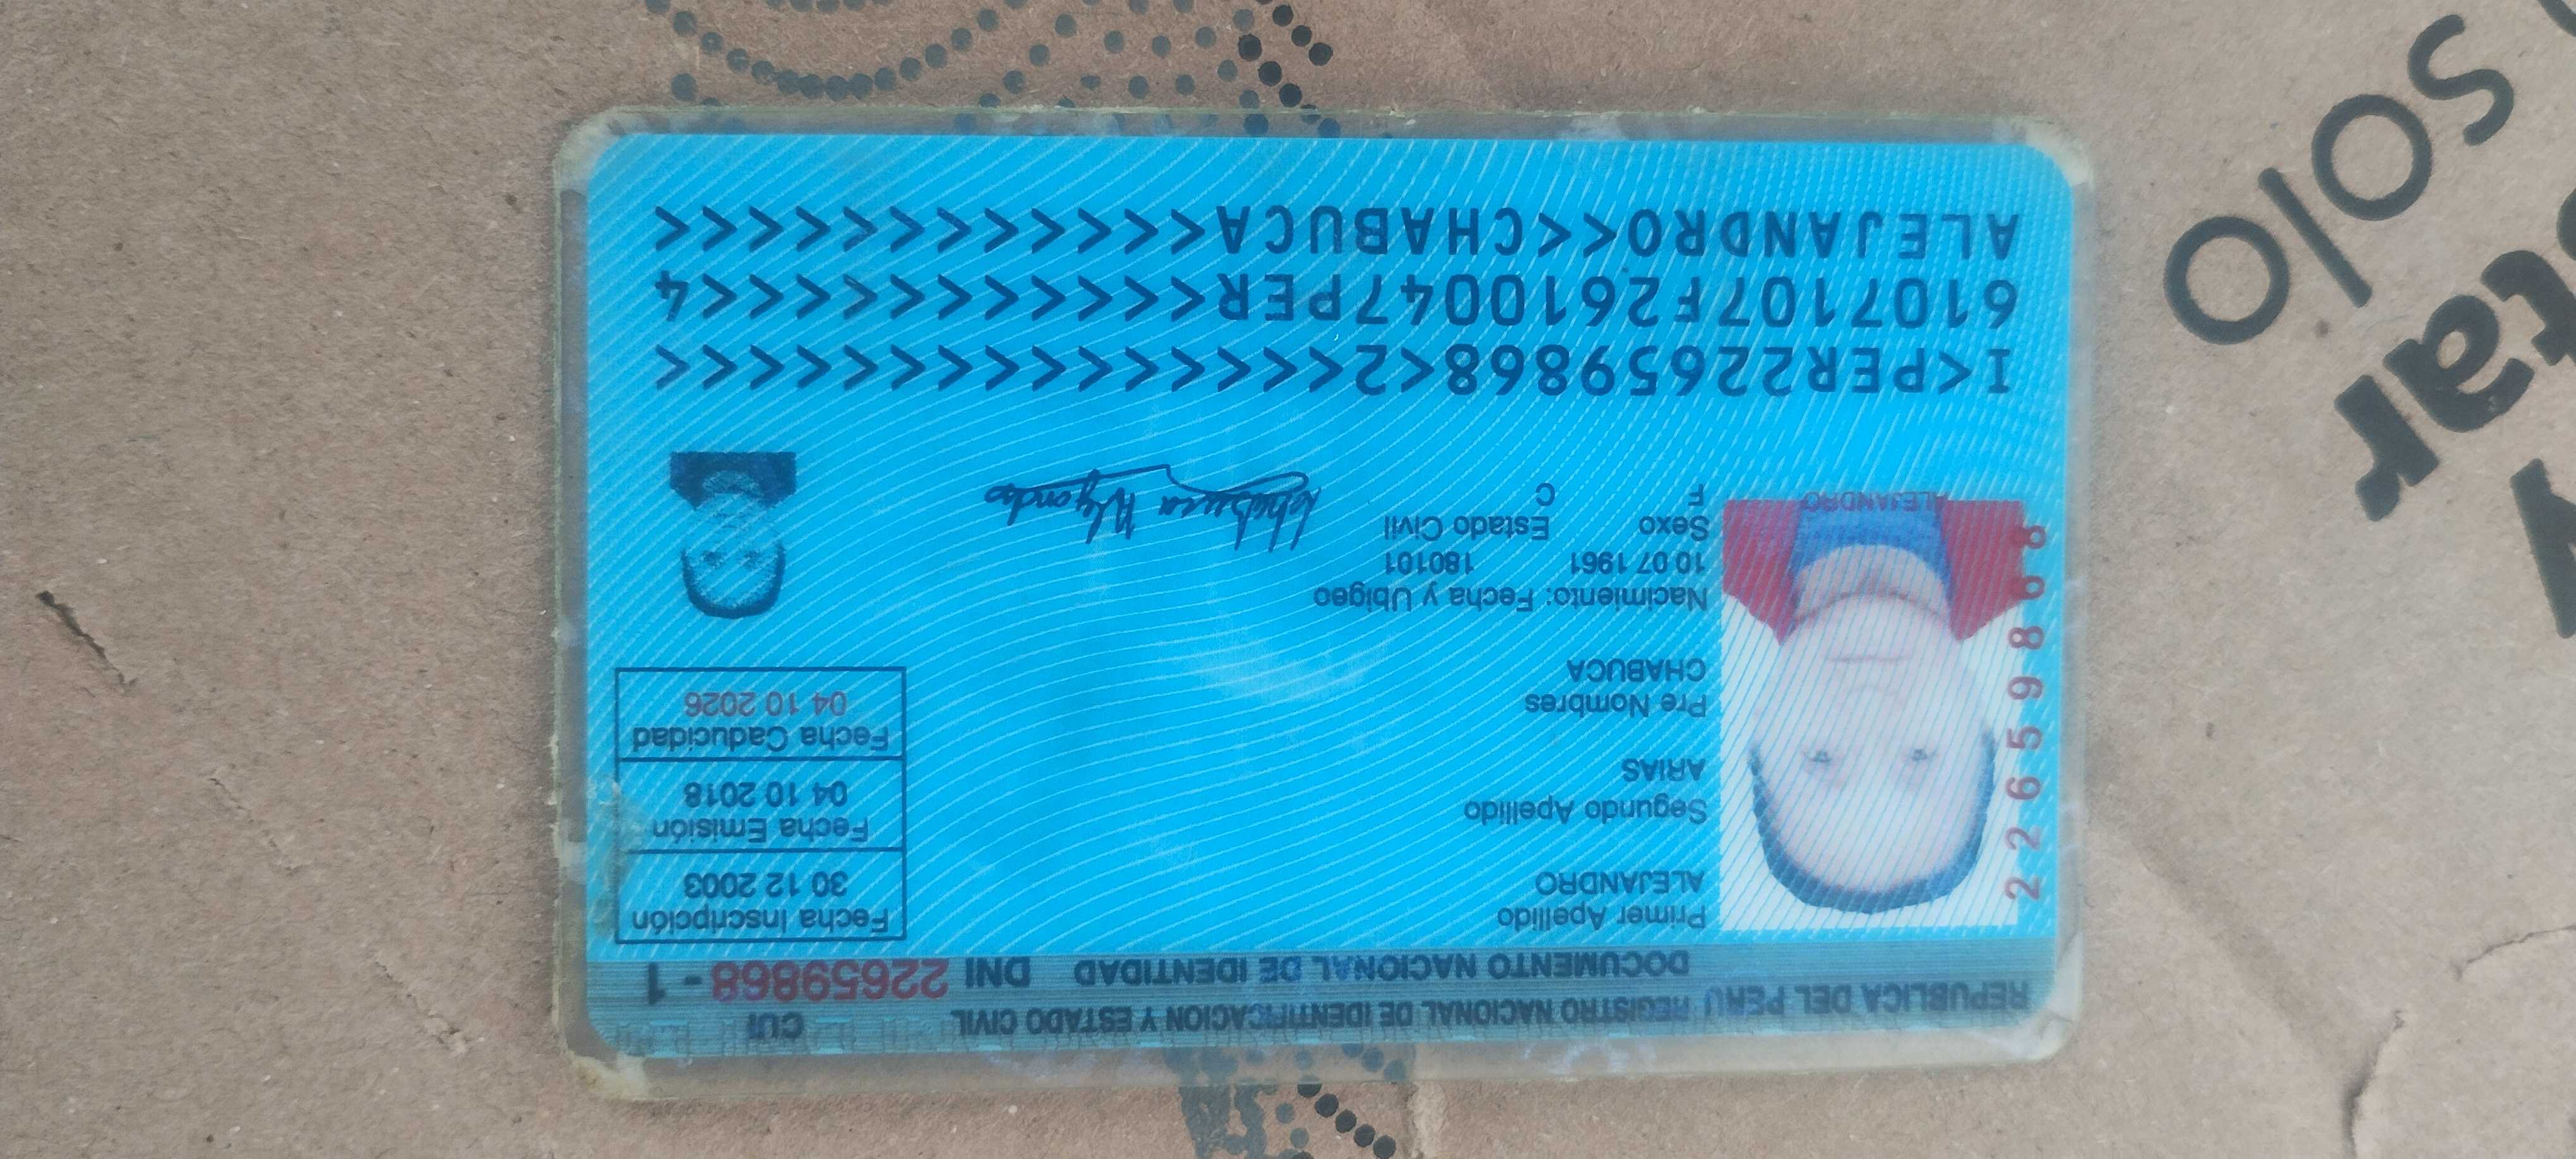 REPUBLICA DEL PERU REGISTRO NACIONAL DE IDENTIFICACION Y ESTADO CIVIL
CUI
DOCUMENTO NACIONAL DE IDENTIDAD DNI 22659868 - 1
Primer Apellido
ALEJANDRO
Segundo Apellido
ARIAS
Pre Nombres
CHABUCA
Nacimiento: Fecha y Ubigeo
10 07 1961 180101
Sexo Estado Civil
F C
Fecha Inscripción
30 12 2003
Fecha Emisión
04 10 2018
Fecha Caducidad
04 10 2026
22659868
ALEJANDRO
Chabuca Alejandro
I<PER22659868<2<<<<<<<<<<<<<<<
6107107F2610047PER<<<<<<<<<<<4
ALEJANDRO<<CHABUCA<<<<<<<<<<<<
solo